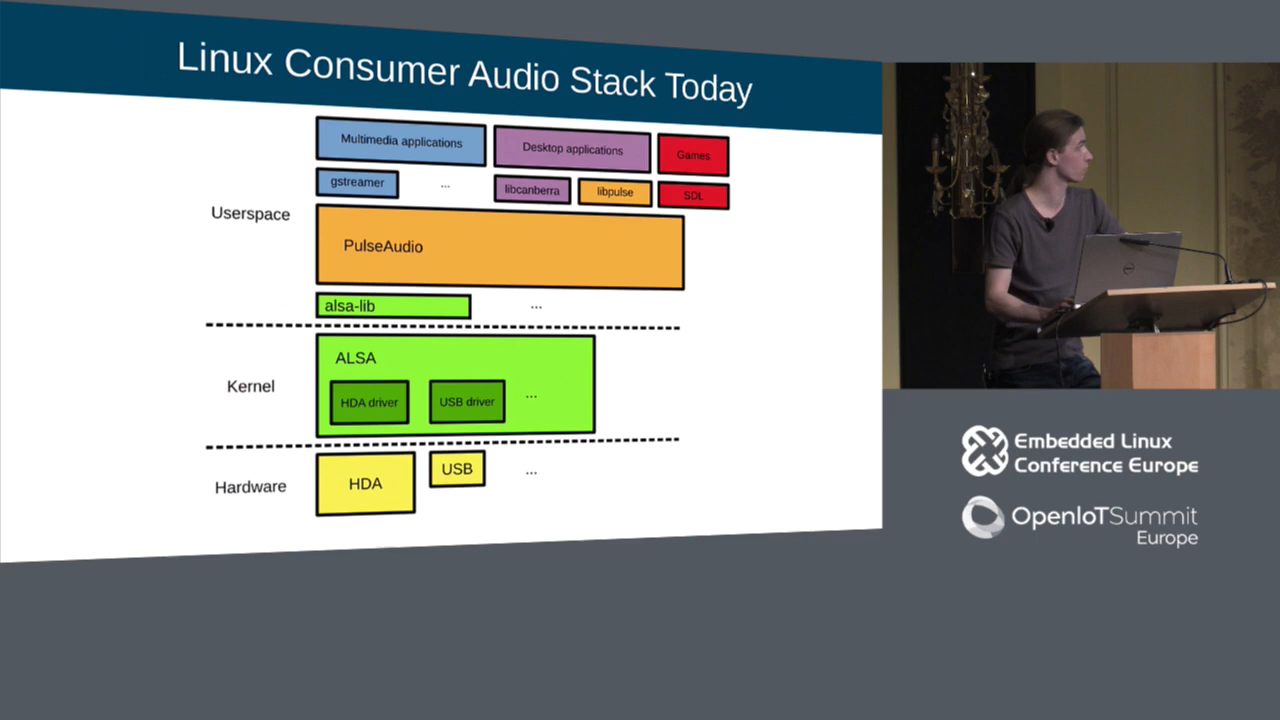 Linux Consumer Audio Stack Today
Multimedia applications
Desktop applications
Games
gstreamer
...
libcanberra
libpulse
SDL
Userspace
PulseAudio
alsa-lib
...
Kernel
ALSA
HDA driver
USB driver
...
Hardware
HDA
USB
...
DELL
Embedded Linux
Conference Europe
OpenIoTSummit
Europe